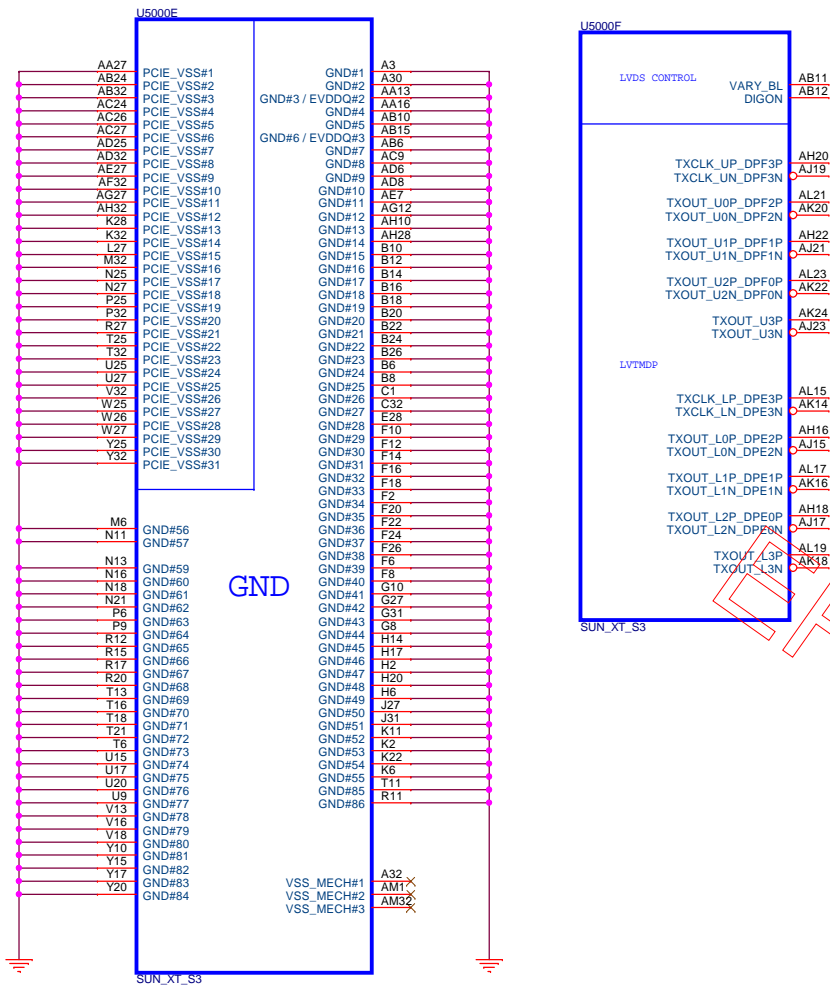 U5000E
AA27 PCIE_VSS#1 GND#1 A3
AB24 PCIE_VSS#2 GND#2 A30
AB32 PCIE_VSS#3 GND#3 / EVDDQ#2 AA13
AC24 PCIE_VSS#4 GND#4 AA16
AC26 PCIE_VSS#5 GND#5 AB10
AC27 PCIE_VSS#6 GND#6 / EVDDQ#3 AB15
AD25 PCIE_VSS#7 GND#7 AB6
AD32 PCIE_VSS#8 GND#8 AC9
AE27 PCIE_VSS#9 GND#9 AD6
AF32 PCIE_VSS#10 GND#10 AD8
AG27 PCIE_VSS#11 GND#11 AE7
AH32 PCIE_VSS#12 GND#12 AG12
K28 PCIE_VSS#13 GND#13 AH10
K32 PCIE_VSS#14 GND#14 AH28
L27 PCIE_VSS#15 GND#15 B10
M32 PCIE_VSS#16 GND#16 B12
N25 PCIE_VSS#17 GND#17 B14
N27 PCIE_VSS#18 GND#18 B16
P25 PCIE_VSS#19 GND#19 B18
P32 PCIE_VSS#20 GND#20 B20
R27 PCIE_VSS#21 GND#21 B22
T25 PCIE_VSS#22 GND#22 B24
T32 PCIE_VSS#23 GND#23 B26
U25 PCIE_VSS#24 GND#24 B6
U27 PCIE_VSS#25 GND#25 B8
V32 PCIE_VSS#26 GND#26 C1
W25 PCIE_VSS#27 GND#27 C32
W26 PCIE_VSS#28 GND#28 E28
W27 PCIE_VSS#29 GND#29 F10
Y25 PCIE_VSS#30 GND#30 F12
Y32 PCIE_VSS#31 GND#31 F14
GND#32 F16
GND#33 F18
GND#34 F2
GND#35 F20
M6 GND#56 GND#36 F22
N11 GND#57 GND#37 F24
GND#38 F26
N13 GND#59 GND#39 F6
N16 GND#60 GND#40 F8
N18 GND#61 GND#41 G10
N21 GND#62 GND#42 G27
P6 GND#63 GND#43 G31
P9 GND#64 GND#44 G8
R12 GND#65 GND#45 H14
R15 GND#66 GND#46 H17
R17 GND#67 GND#47 H2
R20 GND#68 GND#48 H20
T13 GND#69 GND#49 H6
T16 GND#70 GND#50 J27
T18 GND#71 GND#51 J31
T21 GND#72 GND#52 K11
T6 GND#73 GND#53 K2
U15 GND#74 GND#54 K22
U17 GND#75 GND#55 K6
U20 GND#76 GND#85 T11
U9 GND#77 GND#86 R11
V13 GND#78
V16 GND#79
V18 GND#80
Y10 GND#81
Y15 GND#82
Y17 GND#83 VSS_MECH#1 A32
Y20 GND#84 VSS_MECH#2 AM1
VSS_MECH#3 AM32
GND
SUN_XT_S3
U5000F
LVDS CONTROL
VARY_BL AB11
DIGON AB12
TXCLK_UP_DPF3P AH20
TXCLK_UN_DPF3N AJ19
TXOUT_U0P_DPF2P AL21
TXOUT_U0N_DPF2N AK20
TXOUT_U1P_DPF1P AH22
TXOUT_U1N_DPF1N AJ21
TXOUT_U2P_DPF0P AL23
TXOUT_U2N_DPF0N AK22
TXOUT_U3P AK24
TXOUT_U3N AJ23
LVTMDP
TXCLK_LP_DPE3P AL15
TXCLK_LN_DPE3N AK14
TXOUT_L0P_DPE2P AH16
TXOUT_L0N_DPE2N AJ15
TXOUT_L1P_DPE1P AL17
TXOUT_L1N_DPE1N AK16
TXOUT_L2P_DPE0P AH18
TXOUT_L2N_DPE0N AJ17
TXOUT_L3P AL19
TXOUT_L3N AK18
SUN_XT_S3